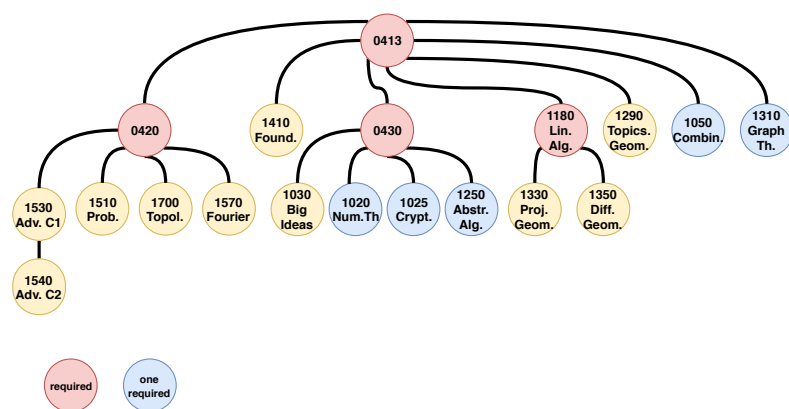 0413
0420
1410
Found.
0430
1180
Lin.
Alg.
1290
Topics.
Geom.
1050
Combin.
1310
Graph
Th.
1530
Adv. C1
1510
Prob.
1700
Topol.
1570
Fourier
1030
Big
Ideas
1020
Num.Th
1025
Crypt.
1250
Abstr.
Alg.
1330
Proj.
Geom.
1350
Diff.
Geom.
1540
Adv. C2
required
one
required